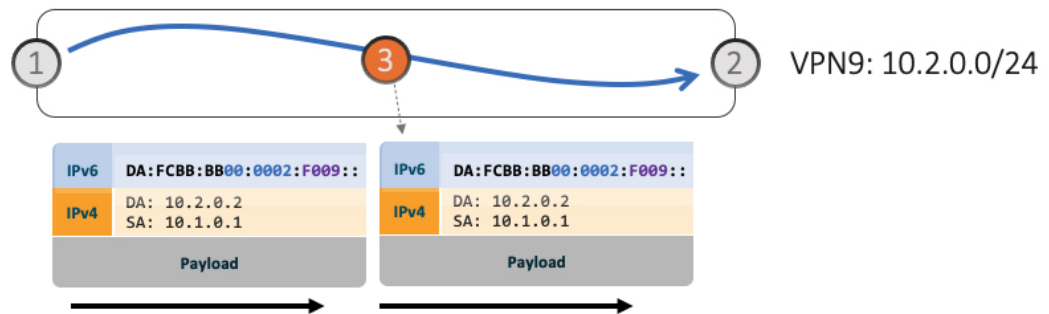 1
3
2
VPN9: 10.2.0.0/24
IPv6 DA:FCBB:BB00:0002:F009::
IPv4 DA: 10.2.0.2
SA: 10.1.0.1
Payload
IPv6 DA:FCBB:BB00:0002:F009::
IPv4 DA: 10.2.0.2
SA: 10.1.0.1
Payload